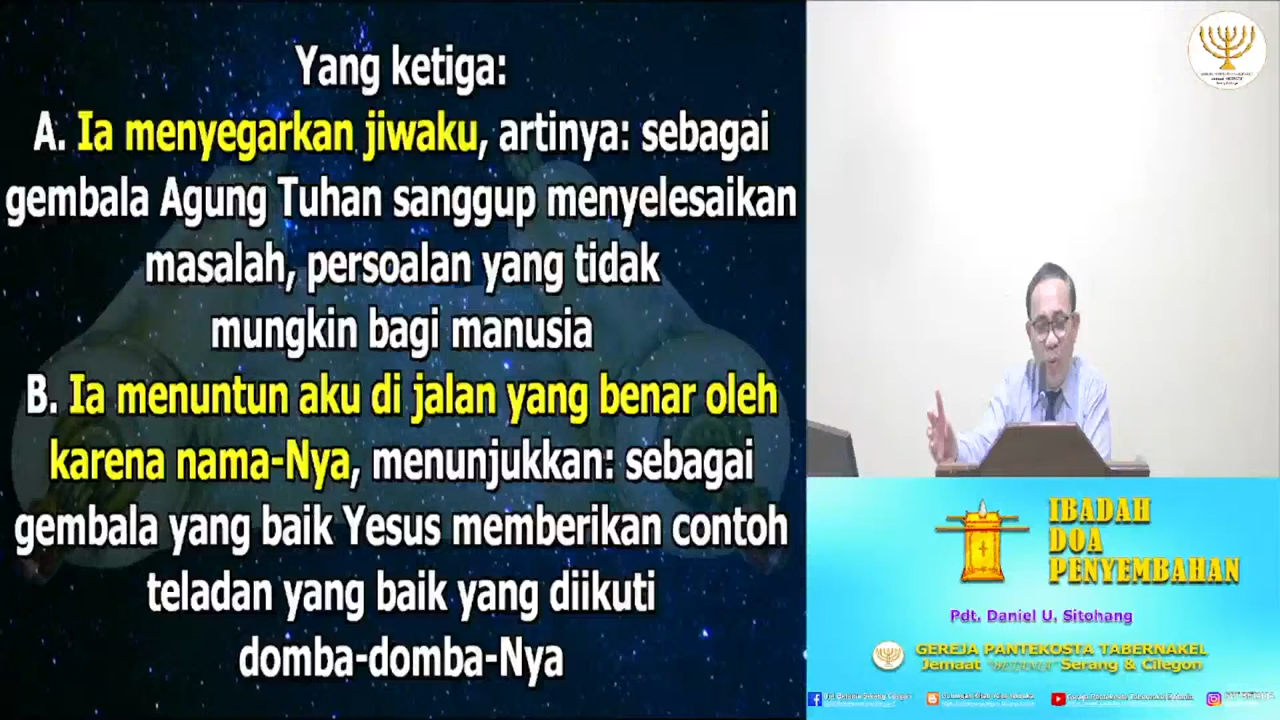 Yang ketiga:
A. Ia menyegarkan jiwaku, artinya: sebagai
gembala Agung Tuhan sanggup menyelesaikan
masalah, persoalan yang tidak
mungkin bagi manusia
B. Ia menuntun aku di jalan yang benar oleh
karena nama-Nya, menunjukkan: sebagai
gembala yang baik Yesus memberikan contoh
teladan yang baik yang diikuti
domba-domba-Nya
IBADAH
DOA
PENYEMBAHAN
Pdt. Daniel U. Sitohang
GEREJA PANTEKOSTA TABERNAKEL
Jemaat "BETANIA" Serang & Cilegon